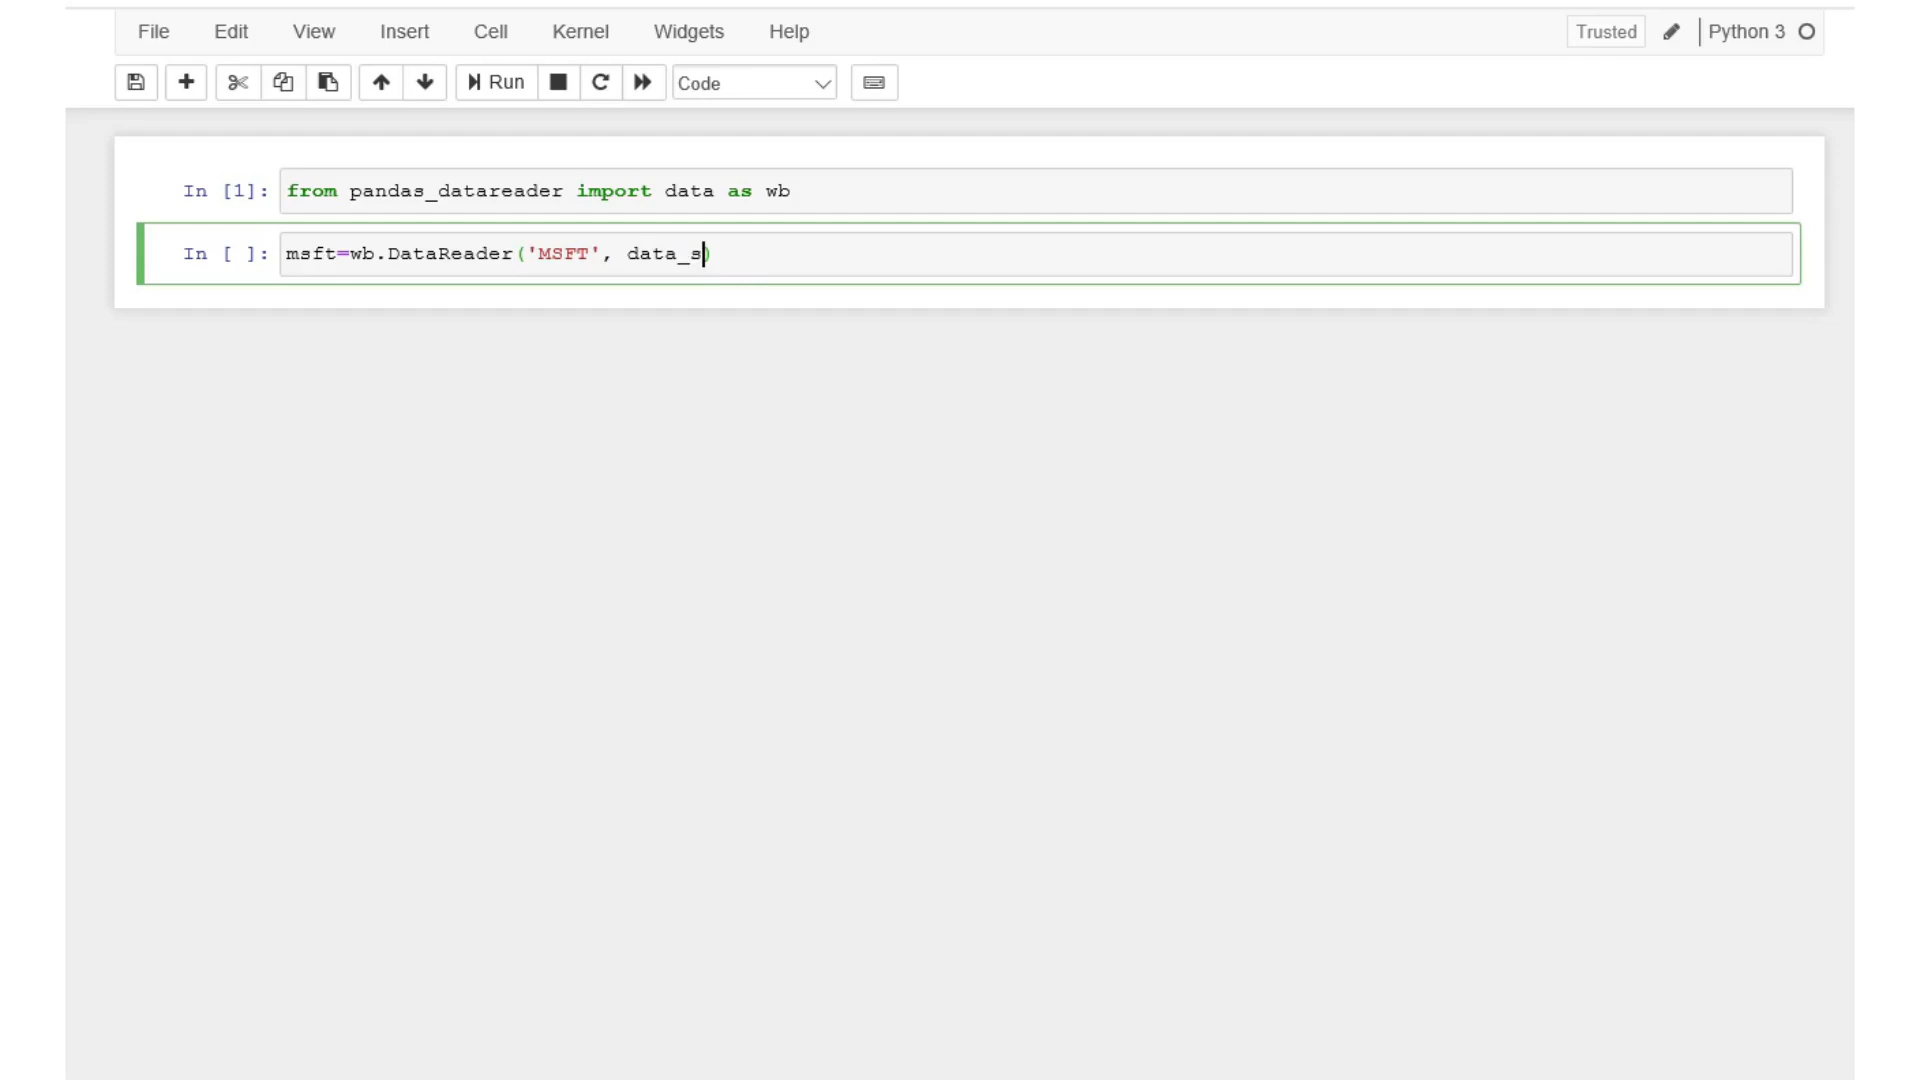 File Edit View Insert Cell Kernel Widgets Help Trusted Python 3
Run Code
In [1]: from pandas_datareader import data as wb
In [ ]: msft=wb.DataReader('MSFT', data_s)